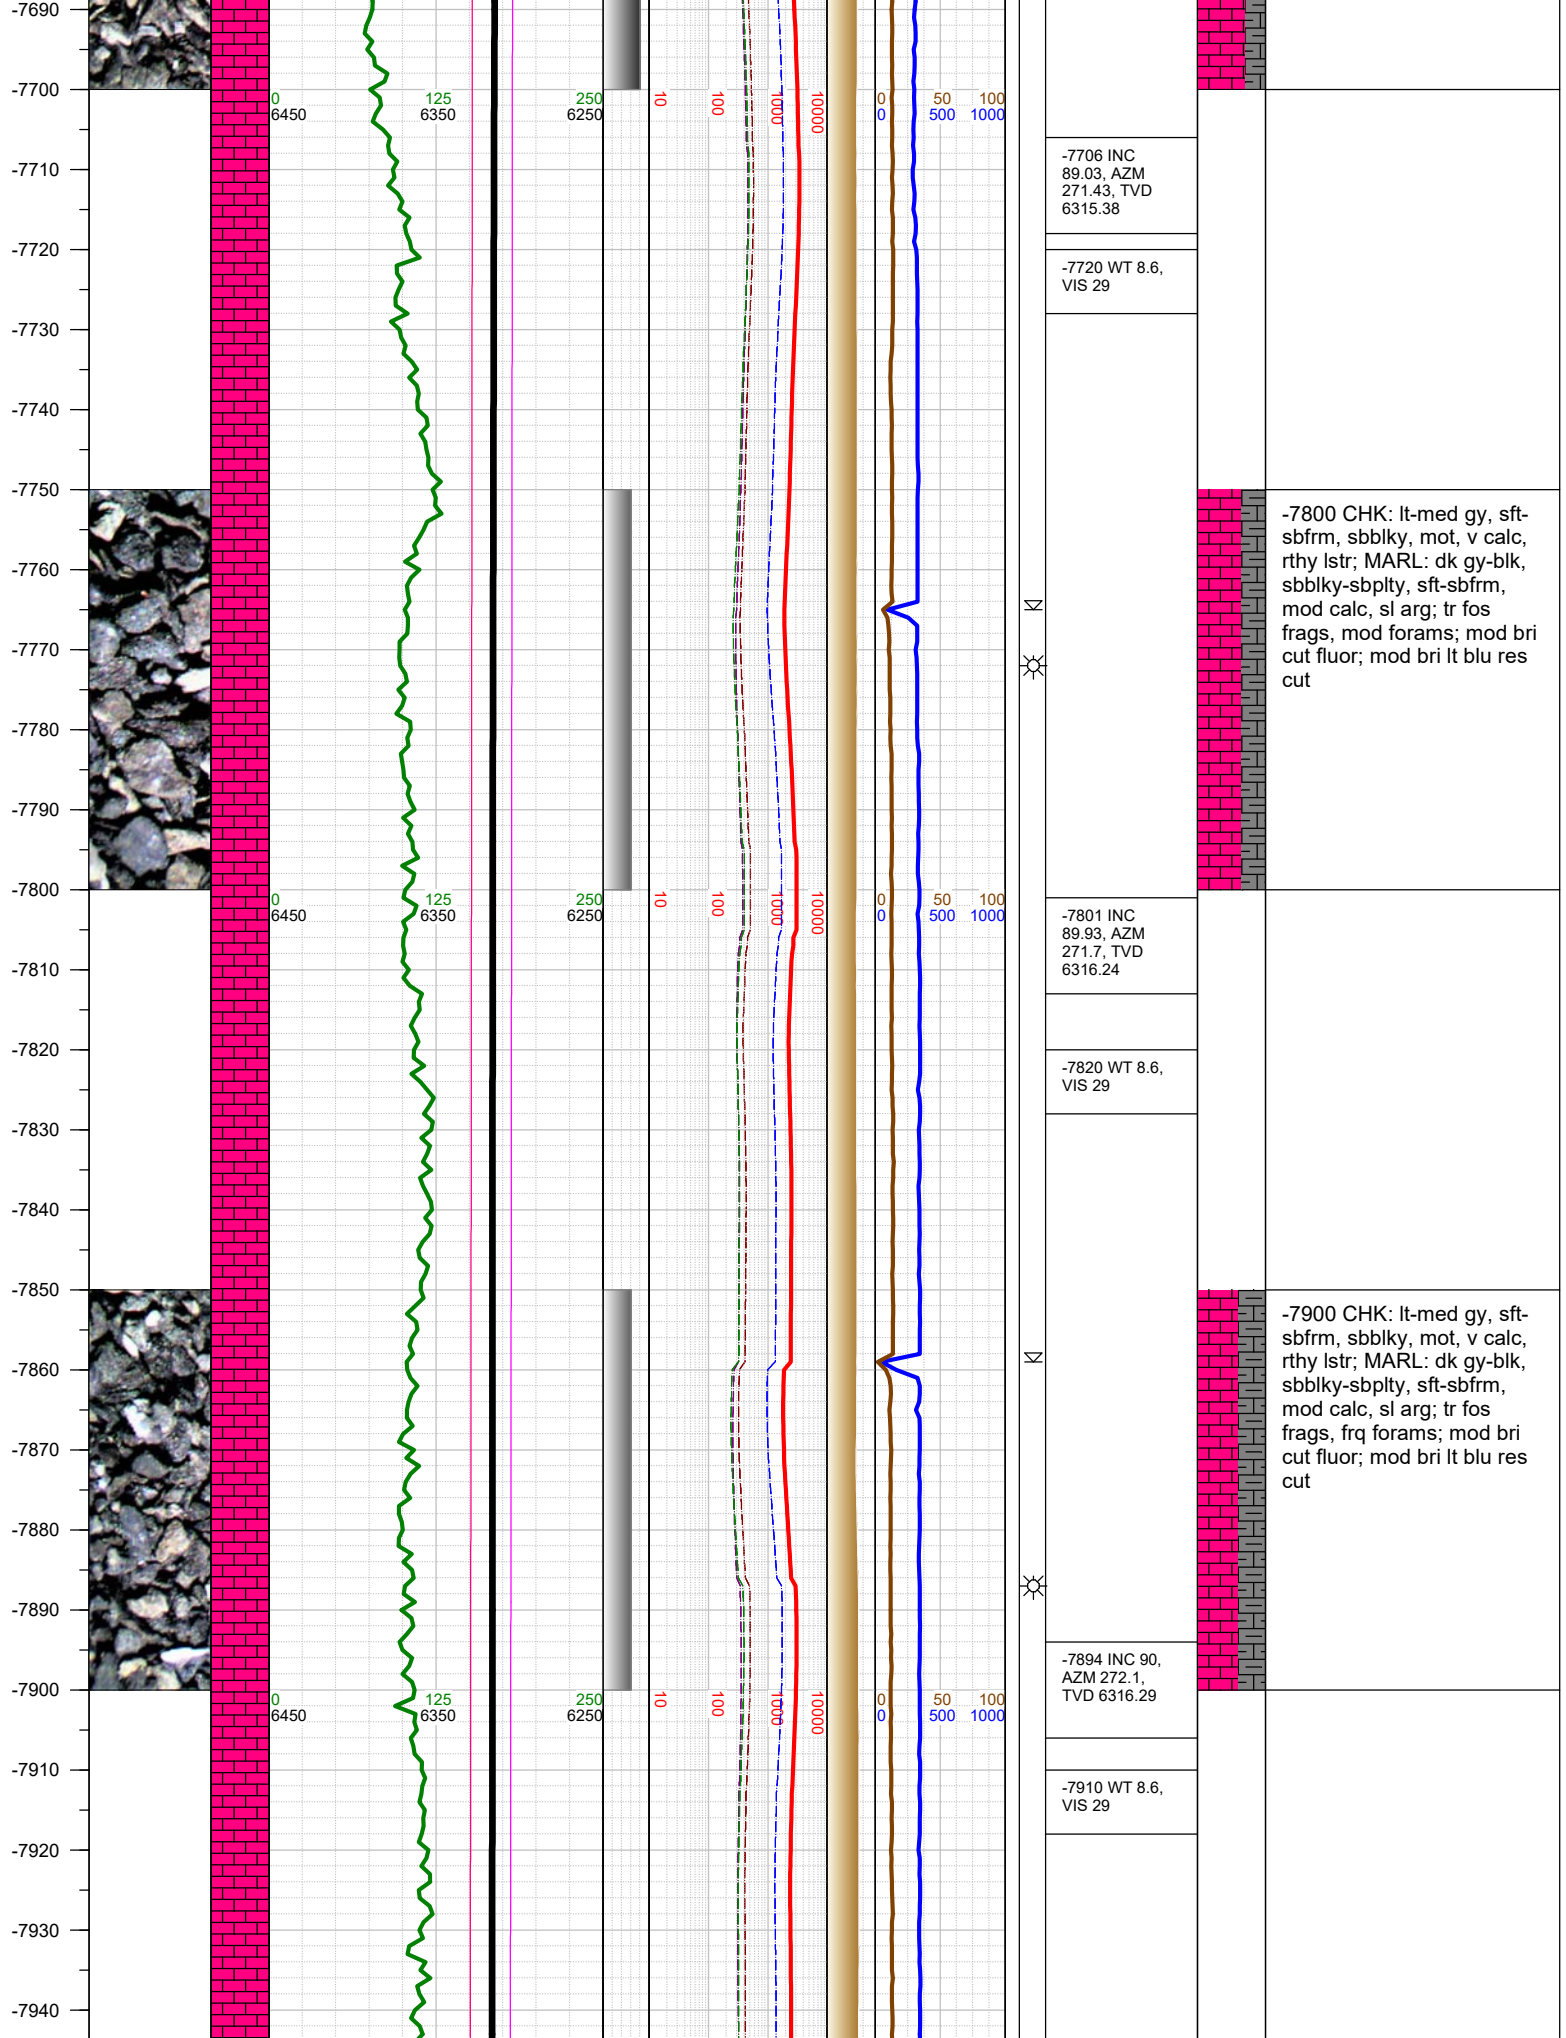 -7690
-7700
0 125 250 10 100 1000 10000 0 50 100
6450 6350 6250 0 500 1000
-7706 INC
89.03, AZM
271.43, TVD
6315.38
-7710
-7720
-7720 WT 8.6,
VIS 29
-7730
-7740
-7750
-7800 CHK: lt-med gy, sft-
sbfrm, sbblky, mot, v calc,
rthy lstr; MARL: dk gy-blk,
sbblky-sbplty, sft-sbfrm,
mod calc, sl arg; tr fos
frags, mod forams; mod bri
cut fluor; mod bri lt blu res
cut
-7760
-7770
-7780
-7790
-7800
0 125 250 10 100 1000 10000 0 50 100
6450 6350 6250 0 500 1000
-7801 INC
89.93, AZM
271.7, TVD
6316.24
-7810
-7820
-7820 WT 8.6,
VIS 29
-7830
-7840
-7850
-7900 CHK: lt-med gy, sft-
sbfrm, sbblky, mot, v calc,
rthy lstr; MARL: dk gy-blk,
sbblky-sbplty, sft-sbfrm,
mod calc, sl arg; tr fos
frags, frq forams; mod bri
cut fluor; mod bri lt blu res
cut
-7860
-7870
-7880
-7890
-7894 INC 90,
AZM 272.1,
TVD 6316.29
-7900
0 125 250 10 100 1000 10000 0 50 100
6450 6350 6250 0 500 1000
-7910
-7910 WT 8.6,
VIS 29
-7920
-7930
-7940